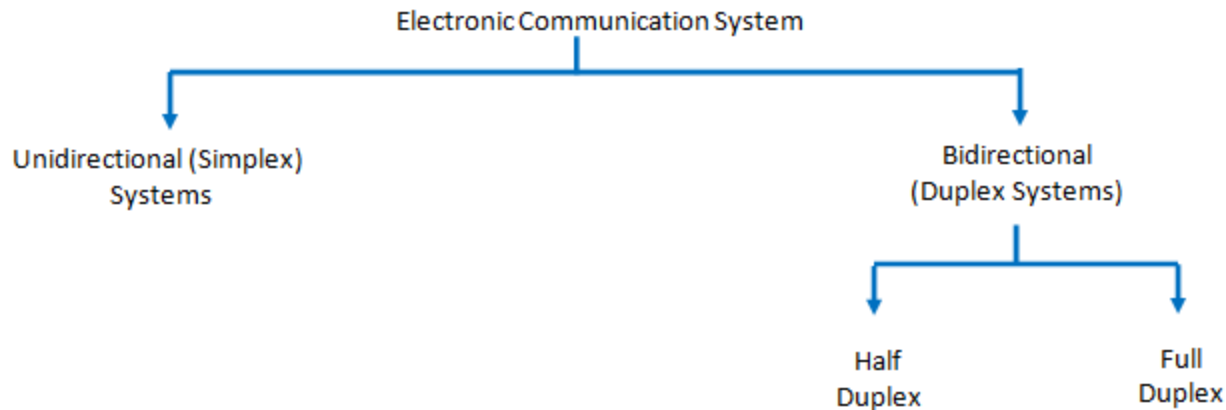 Electronic Communication System
Unidirectional (Simplex)
Systems
Bidirectional
(Duplex Systems)
Half
Duplex
Full
Duplex